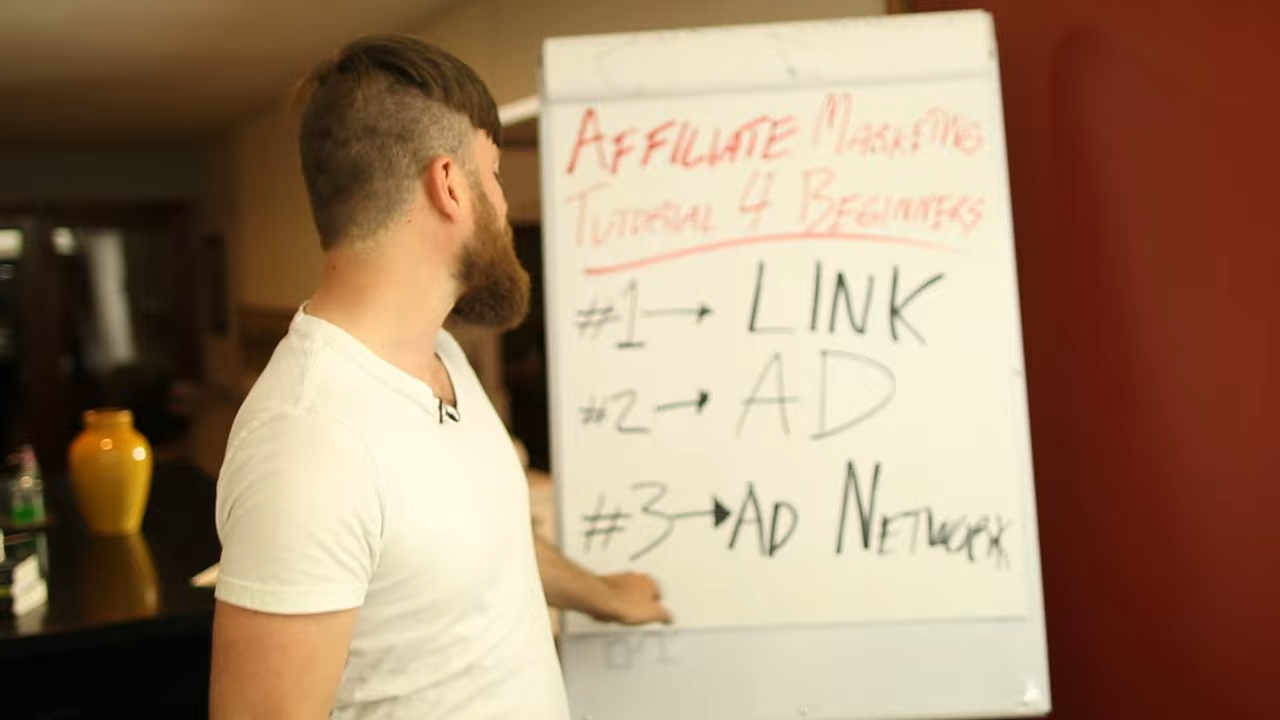 AFFILIATE MARKETING
TUTORIAL 4 BEGINNERS
#1 → LINK
#2 → AD
#3 → AD NETWORK